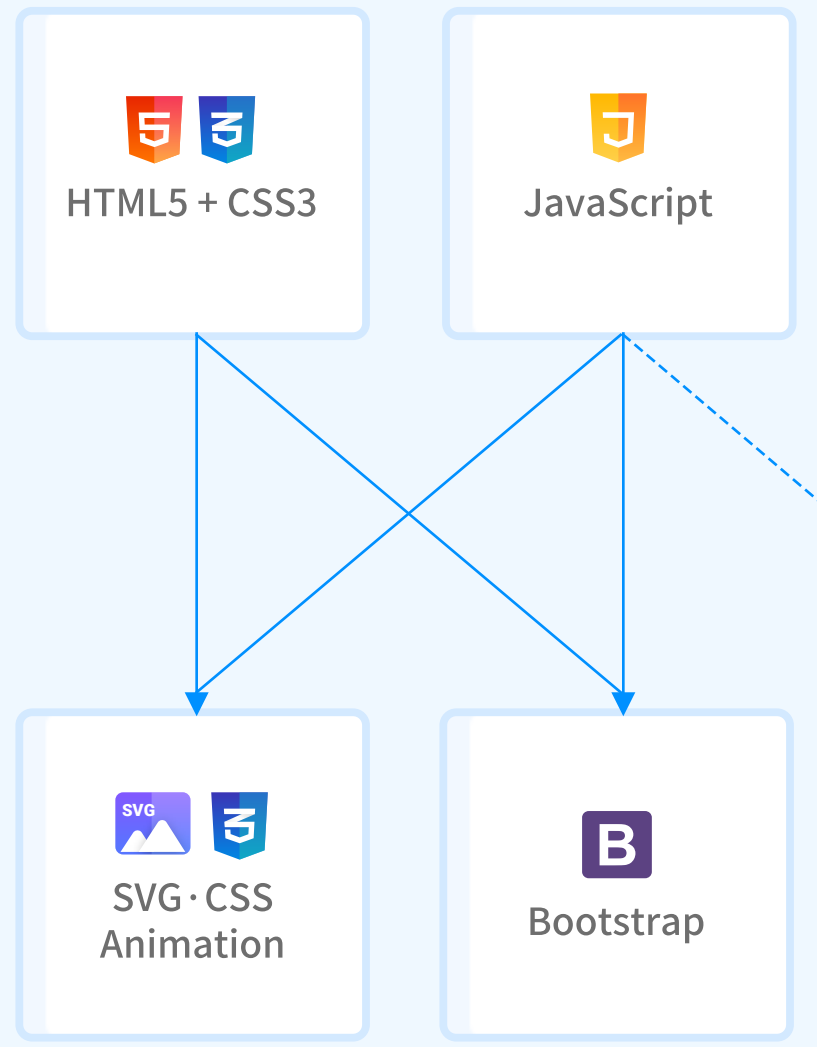 HTML5 + CSS3
JavaScript
SVG
SVG·CSS
Animation
B
Bootstrap